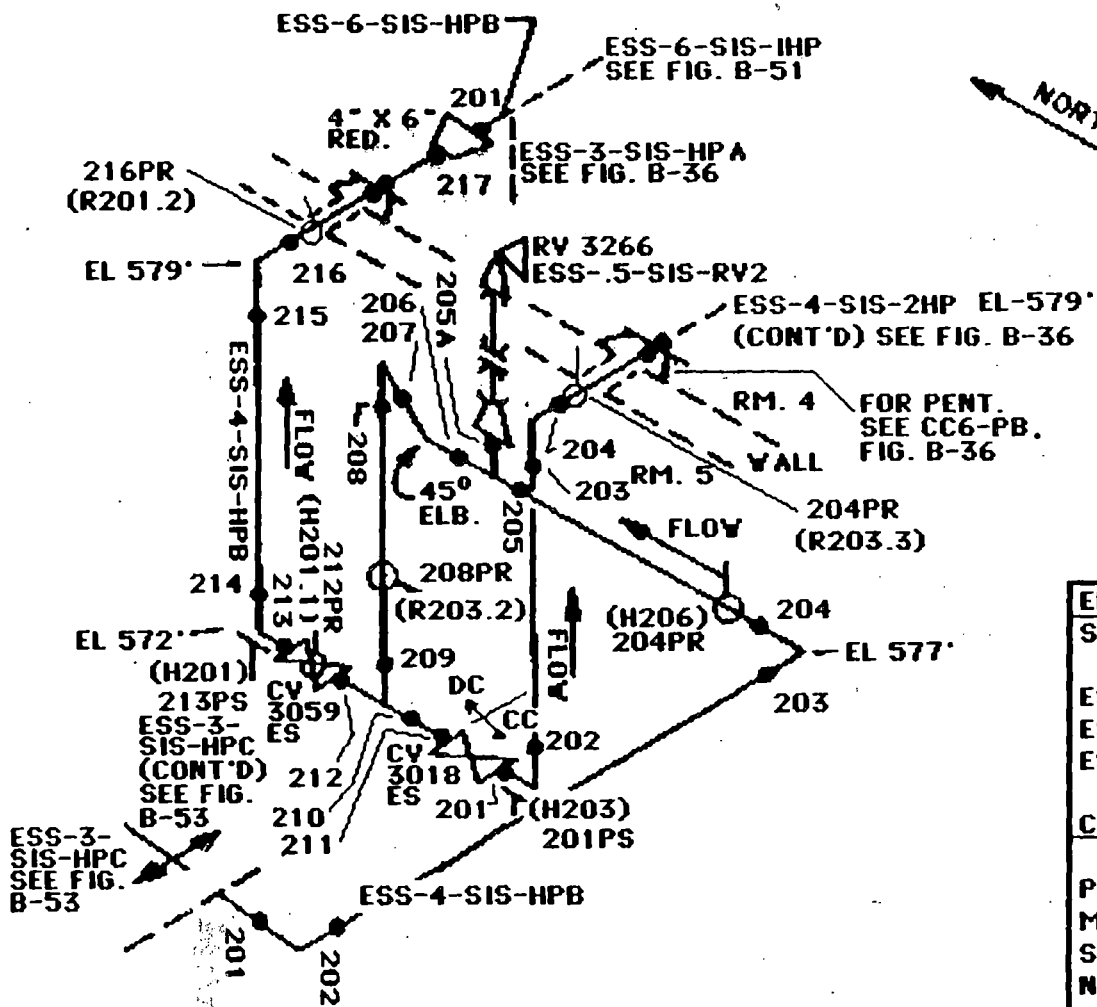 ESS-6-SIS-HPB
ESS-6-SIS-IHP
SEE FIG. B-51
201
4" X 6"
RED.
ESS-3-SIS-HPA
SEE FIG. B-36
217
216PR
(R201.2)
216
EL 579'
215
206
207
205A
RV 3266
ESS-.5-SIS-RV2
ESS-4-SIS-2HP EL-579'
(CONT'D) SEE FIG. B-36
RM. 4
FOR PENT.
SEE CC6-PB.
FIG. B-36
WALL
204
203
RM. 5
204PR
(R203.3)
ESS-4-SIS-HPB
FLOW
208
45° ELB.
205
FLOW
208PR
(R203.2)
(H206)
204PR
204
EL 577'
203
214
213
(H201.1)
212PR
EL 572'
(H201)
213PS
CV
3059
ES
209
DC
CC
FLOW
202
ESS-3-
SIS-HPC
(CONT'D)
SEE FIG.
B-53
212
210
211
CV
3018
ES
201
(H203)
201PS
ESS-3-
SIS-HPC
SEE FIG.
B-53
ESS-4-SIS-HPB
201
202